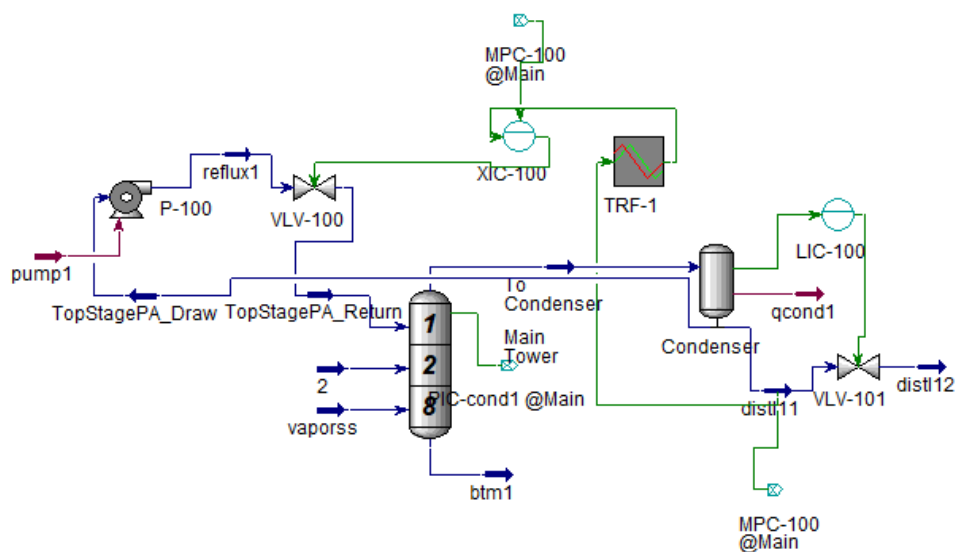 MPC-100
@Main
XIC-100
TRF-1
reflux1
P-100
VLV-100
LIC-100
pump1
TopStagePA_Draw
TopStagePA_Return
To
Condenser
qcond1
Main
Tower
Condenser
1
2
8
2
vaporss
PIC-cond1 @Main
distl11
VLV-101
distl12
btm1
MPC-100
@Main